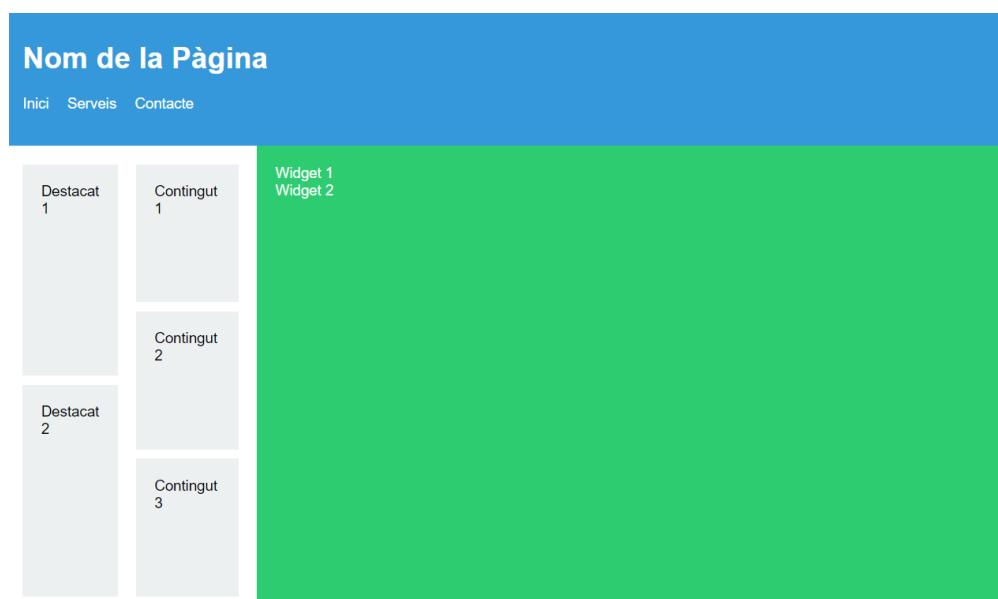 Nom de la Pàgina
Inici Serveis Contacte
Destacat
1
Destacat
2
Contingut
1
Contingut
2
Contingut
3
Widget 1
Widget 2